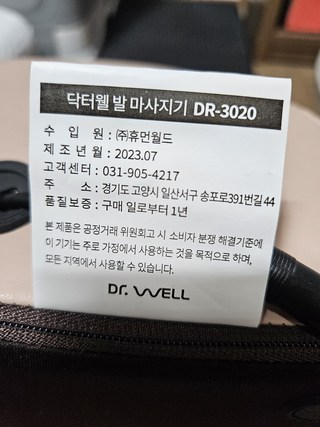 닥터웰 발 마사지기 DR-3020
수 입 원 : ㈜휴먼월드
제 조 년 월 : 2023.07
고객센터 : 031-905-4217
주 소 : 경기도 고양시 일산서구 송포로391번길 44
품질보증 : 구매 일로부터 1년
본 제품은 공정거래 위원회고 시 소비자 분쟁 해결기준에
이 기기는 주로 가정에서 사용하는 것을 목적으로 하며,
모든 지역에서 사용할 수 있습니다.
Dr. WELL